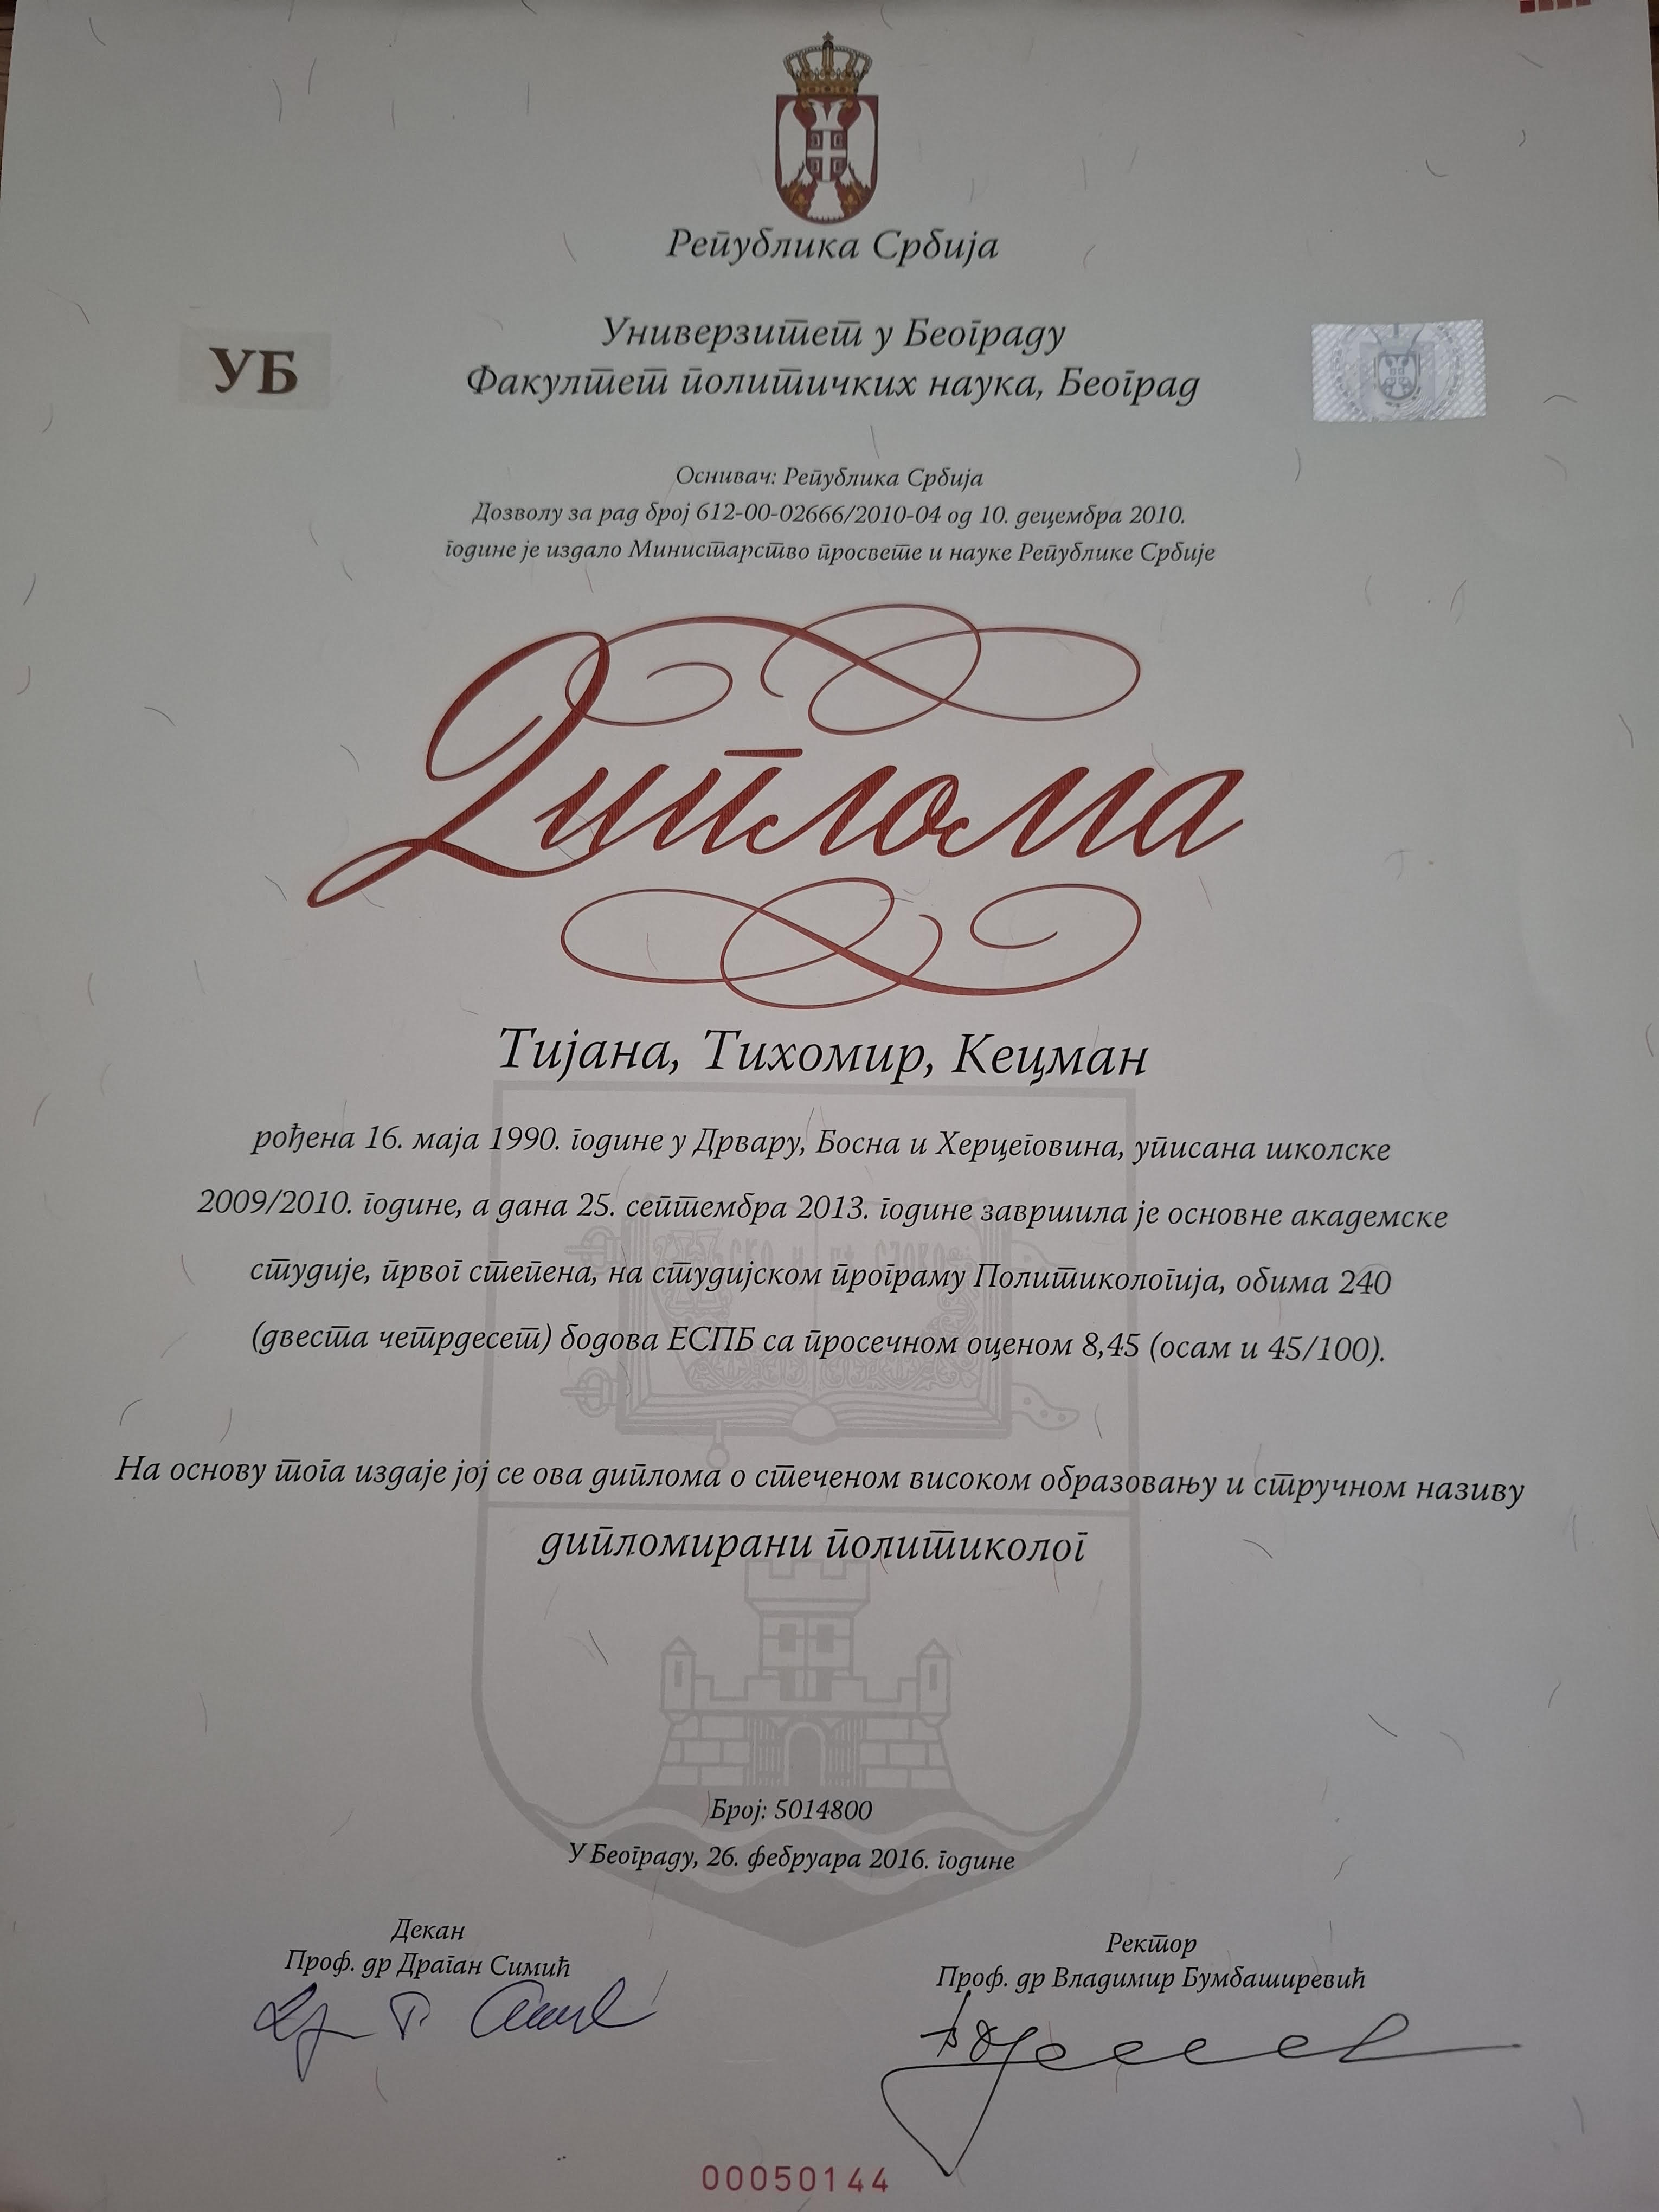 Република Србија
УБ
Универзитет у Београду
Факултет политичких наука, Београд
Оснивач: Република Србија
Дозволу за рад број 612-00-02666/2010-04 од 10. децембра 2010.
године је издало Министарство просвете и науке Републике Србије
Диплома
Тијана, Тихомир, Кецман
рођена 16. маја 1990. године у Дрвару, Босна и Херцеговина, уписана школске
2009/2010. године, а дана 25. септембра 2013. године завршила је основне академске
студије, првог степена, на студијском програму Политикологија, обима 240
(двеста четрдесет) бодова ЕСПБ са просечном оценом 8,45 (осам и 45/100).
На основу тога издаје јој се ова диплома о стеченом високом образовању и стручном називу
дипломирани политиколог
Број: 5014800
У Београду, 26. фебруара 2016. године
Декан
Проф. др Драган Симић
Ректор
Проф. др Владимир Бумбаширевић
00050144